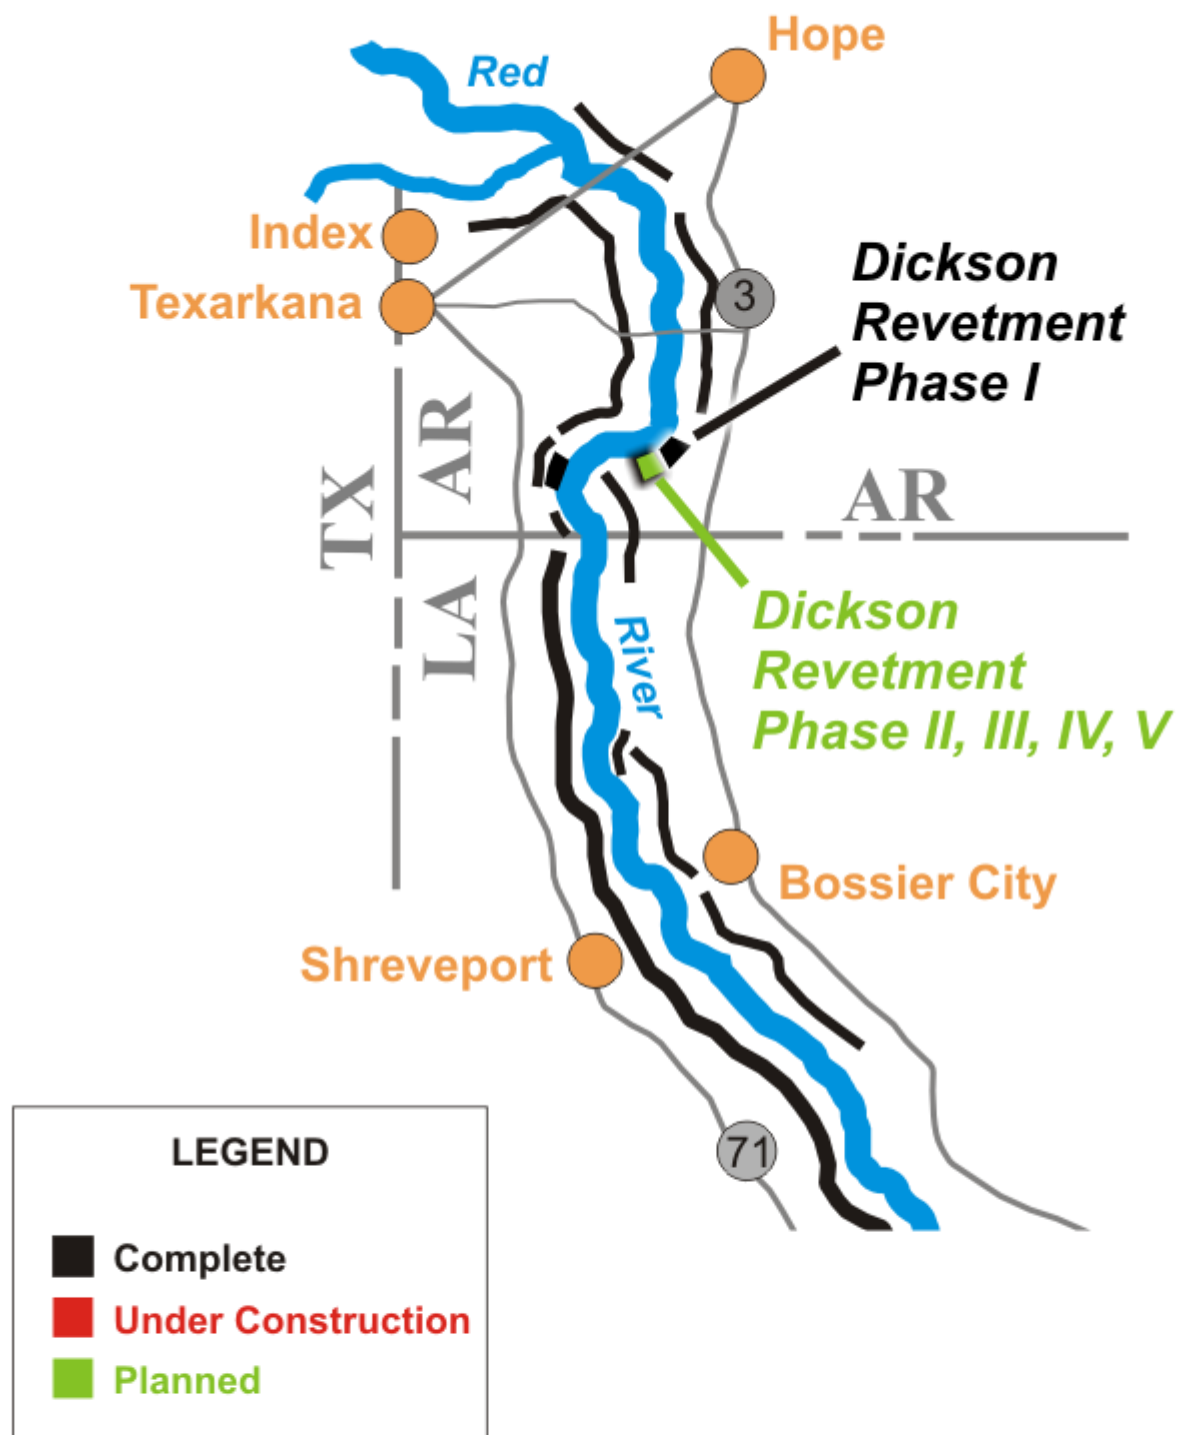 Hope
Red
Index
Texarkana
3
Dickson
Revetment
Phase I
TX
AR
AR
LA
River
Dickson
Revetment
Phase II, III, IV, V
Bossier City
Shreveport
71
LEGEND
Complete
Under Construction
Planned